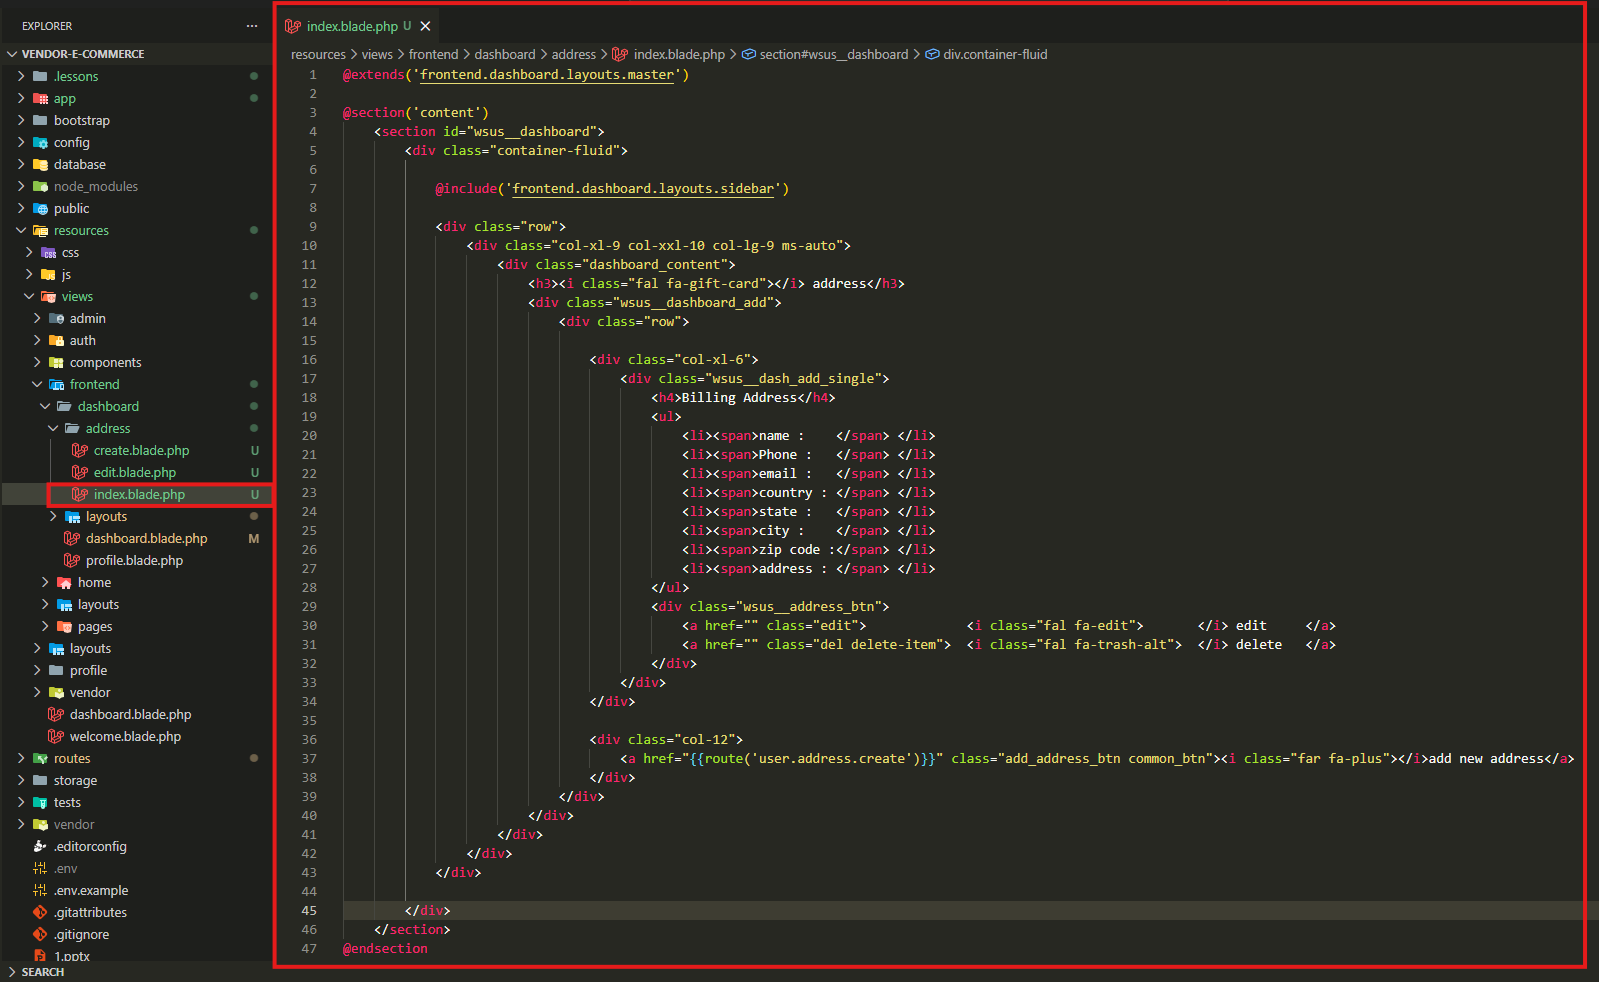 EXPLORER
VENDOR-E-COMMERCE
.lessons
app
bootstrap
config
database
node_modules
public
resources
css
js
views
admin
auth
components
frontend
dashboard
address
create.blade.php U
edit.blade.php U
index.blade.php U
layouts
dashboard.blade.php M
profile.blade.php
home
layouts
pages
layouts
profile
vendor
dashboard.blade.php
welcome.blade.php
routes
storage
tests
vendor
.editorconfig
.env
.env.example
.gitattributes
.gitignore
1.pptx
SEARCH
index.blade.php U
resources > views > frontend > dashboard > address > index.blade.php > section#wsus__dashboard > div.container-fluid
1 @extends('frontend.dashboard.layouts.master')
2
3 @section('content')
4 <section id="wsus__dashboard">
5 <div class="container-fluid">
6
7 @include('frontend.dashboard.layouts.sidebar')
8
9 <div class="row">
10 <div class="col-xl-9 col-xxl-10 col-lg-9 ms-auto">
11 <div class="dashboard_content">
12 <h3><i class="fal fa-gift-card"></i> address</h3>
13 <div class="wsus__dashboard_add">
14 <div class="row">
15
16 <div class="col-xl-6">
17 <div class="wsus__dash_add_single">
18 <h4>Billing Address</h4>
19 <ul>
20 <li><span>name : </span> </li>
21 <li><span>Phone : </span> </li>
22 <li><span>email : </span> </li>
23 <li><span>country : </span> </li>
24 <li><span>state : </span> </li>
25 <li><span>city : </span> </li>
26 <li><span>zip code :</span> </li>
27 <li><span>address : </span> </li>
28 </ul>
29 <div class="wsus__address_btn">
30 <a href="" class="edit"> <i class="fal fa-edit"> </i> edit </a>
31 <a href="" class="del delete-item"> <i class="fal fa-trash-alt"> </i> delete </a>
32 </div>
33 </div>
34 </div>
35
36 <div class="col-12">
37 <a href="{{route('user.address.create')}}" class="add_address_btn common_btn"><i class="far fa-plus"></i>add new address</a>
38 </div>
39 </div>
40 </div>
41 </div>
42 </div>
43 </div>
44
45 </div>
46 </section>
47 @endsection